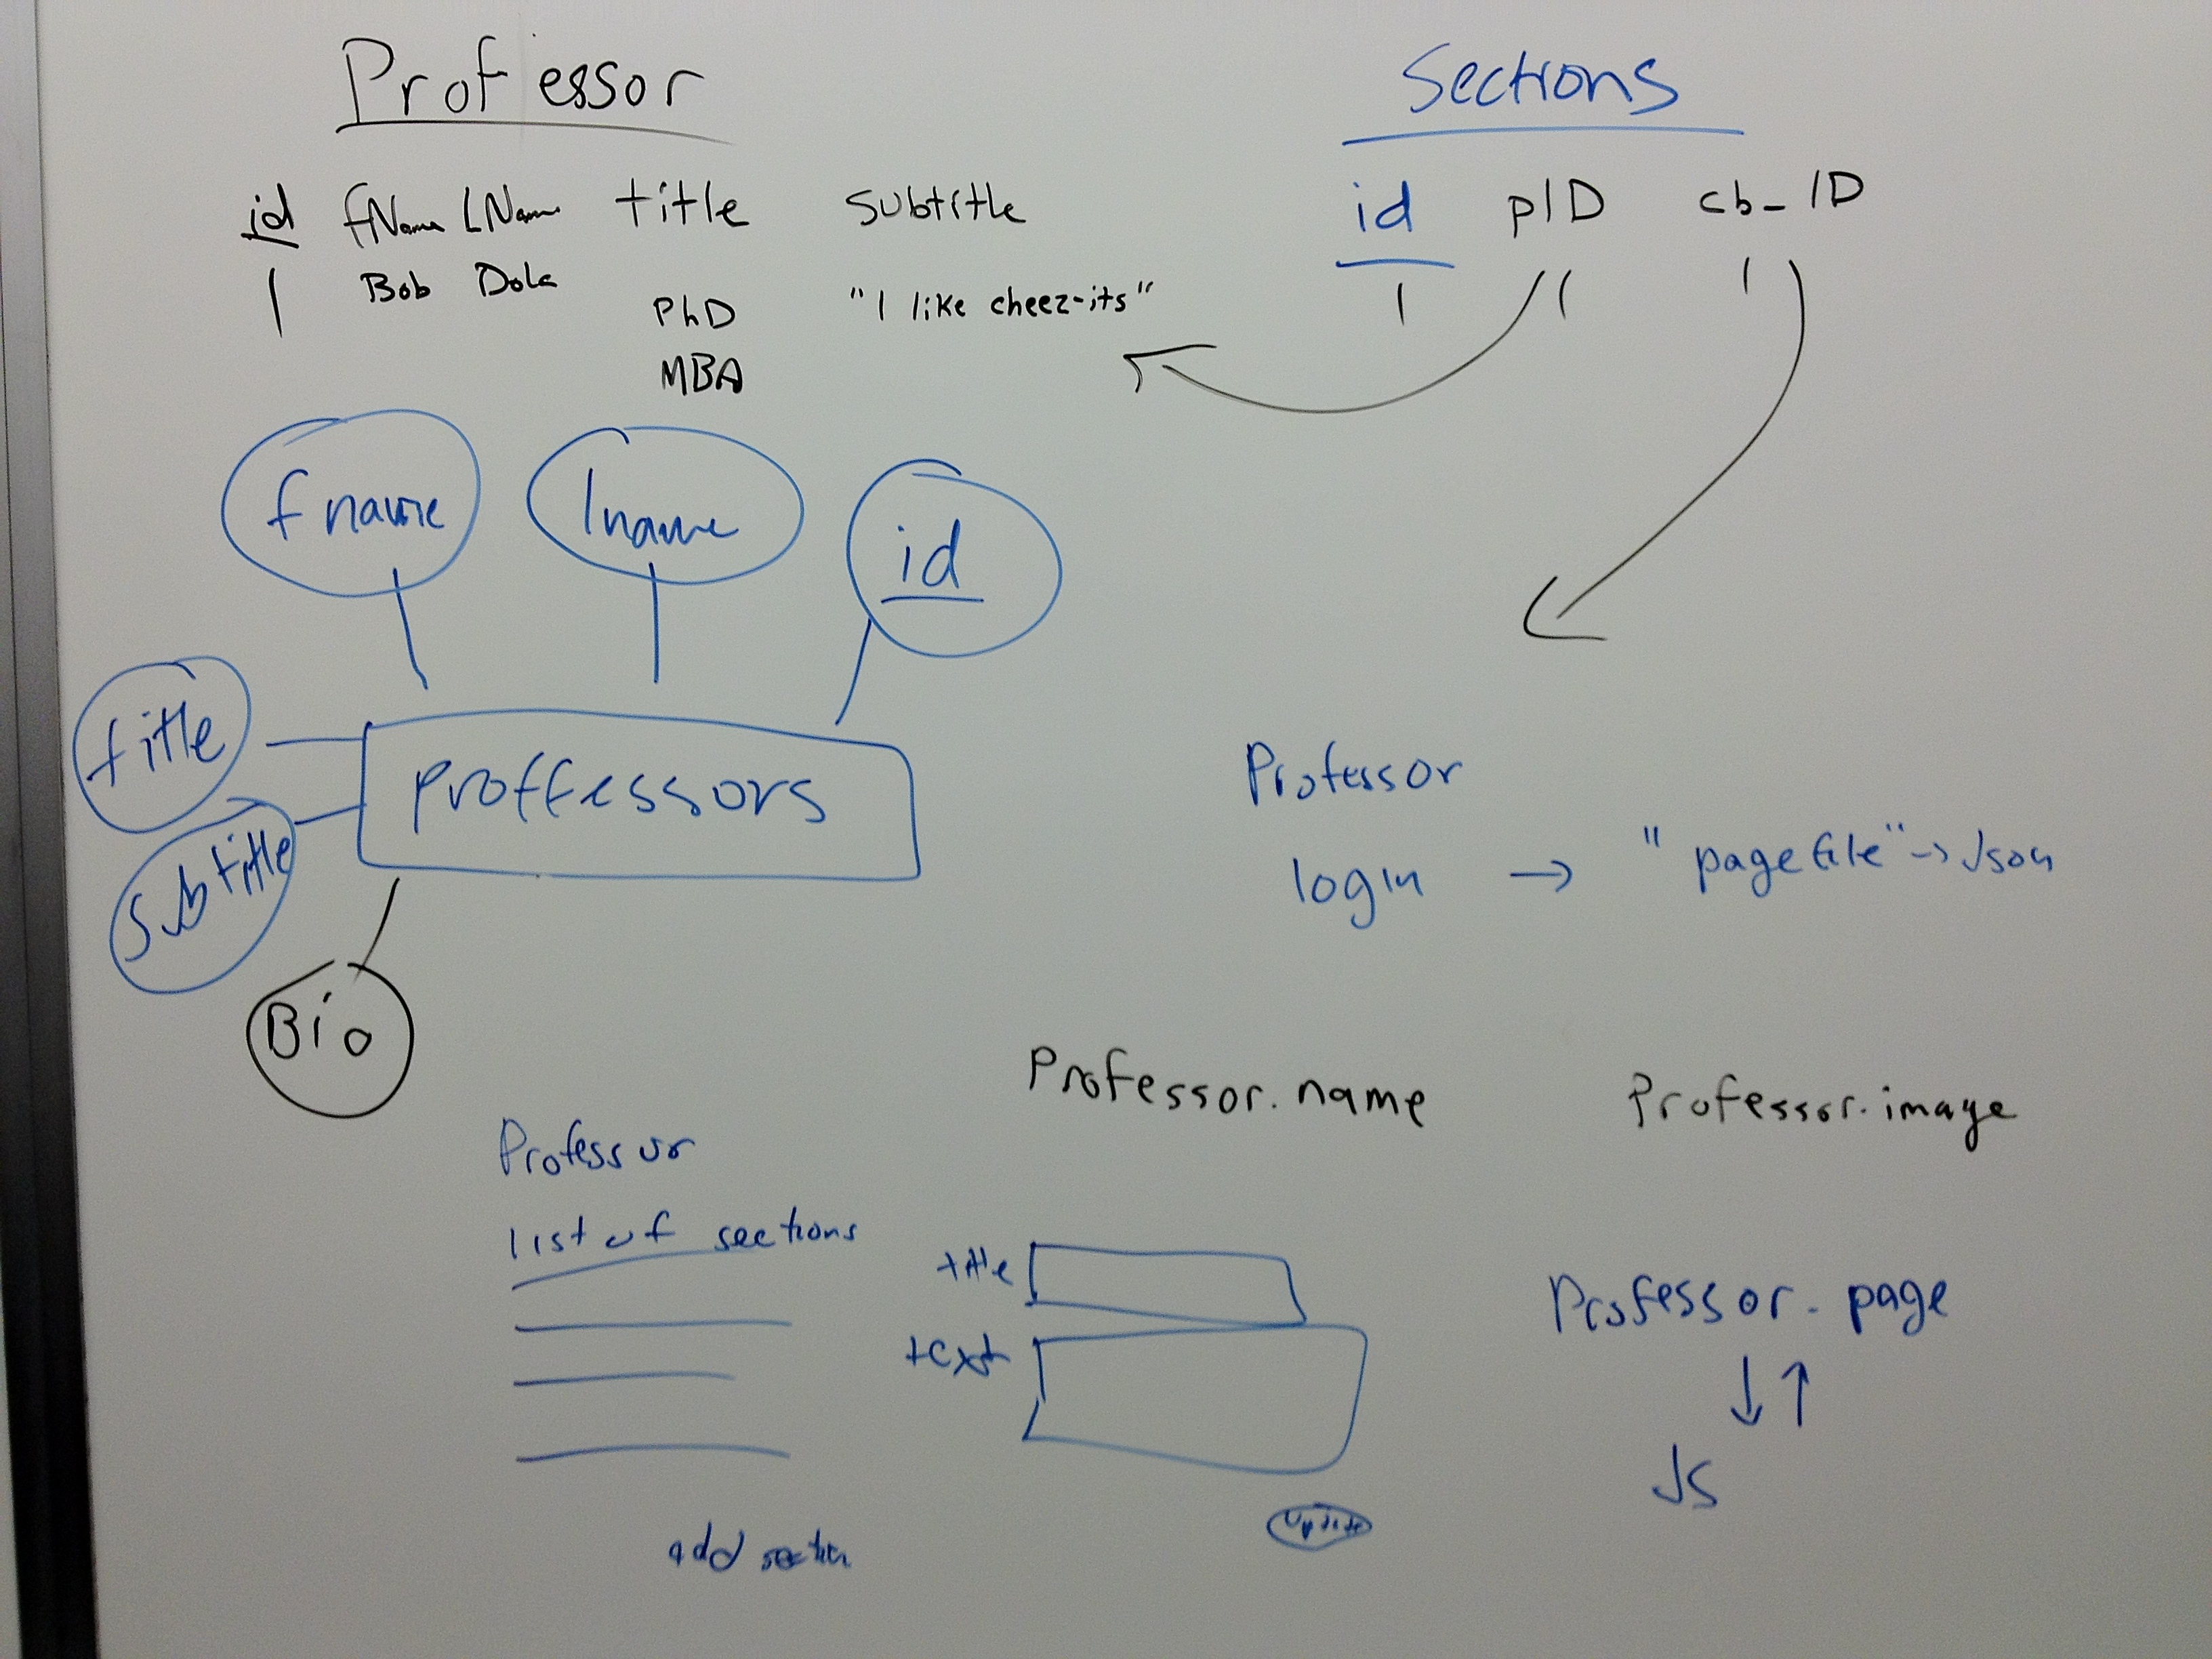 Professor
id fName LName title subtitle
1 Bob Dole PhD "I like cheez-its"
MBA
Sections
id pID cb_ID
1 1 1
fname lname id
title
subtitle
Proffessors
Bio
Professor
login → "pagefile" -> Json
Professor.name
Professor.image
Professor
list of sections
add section
title
text
update
Professor.page
↓ ↑
JS